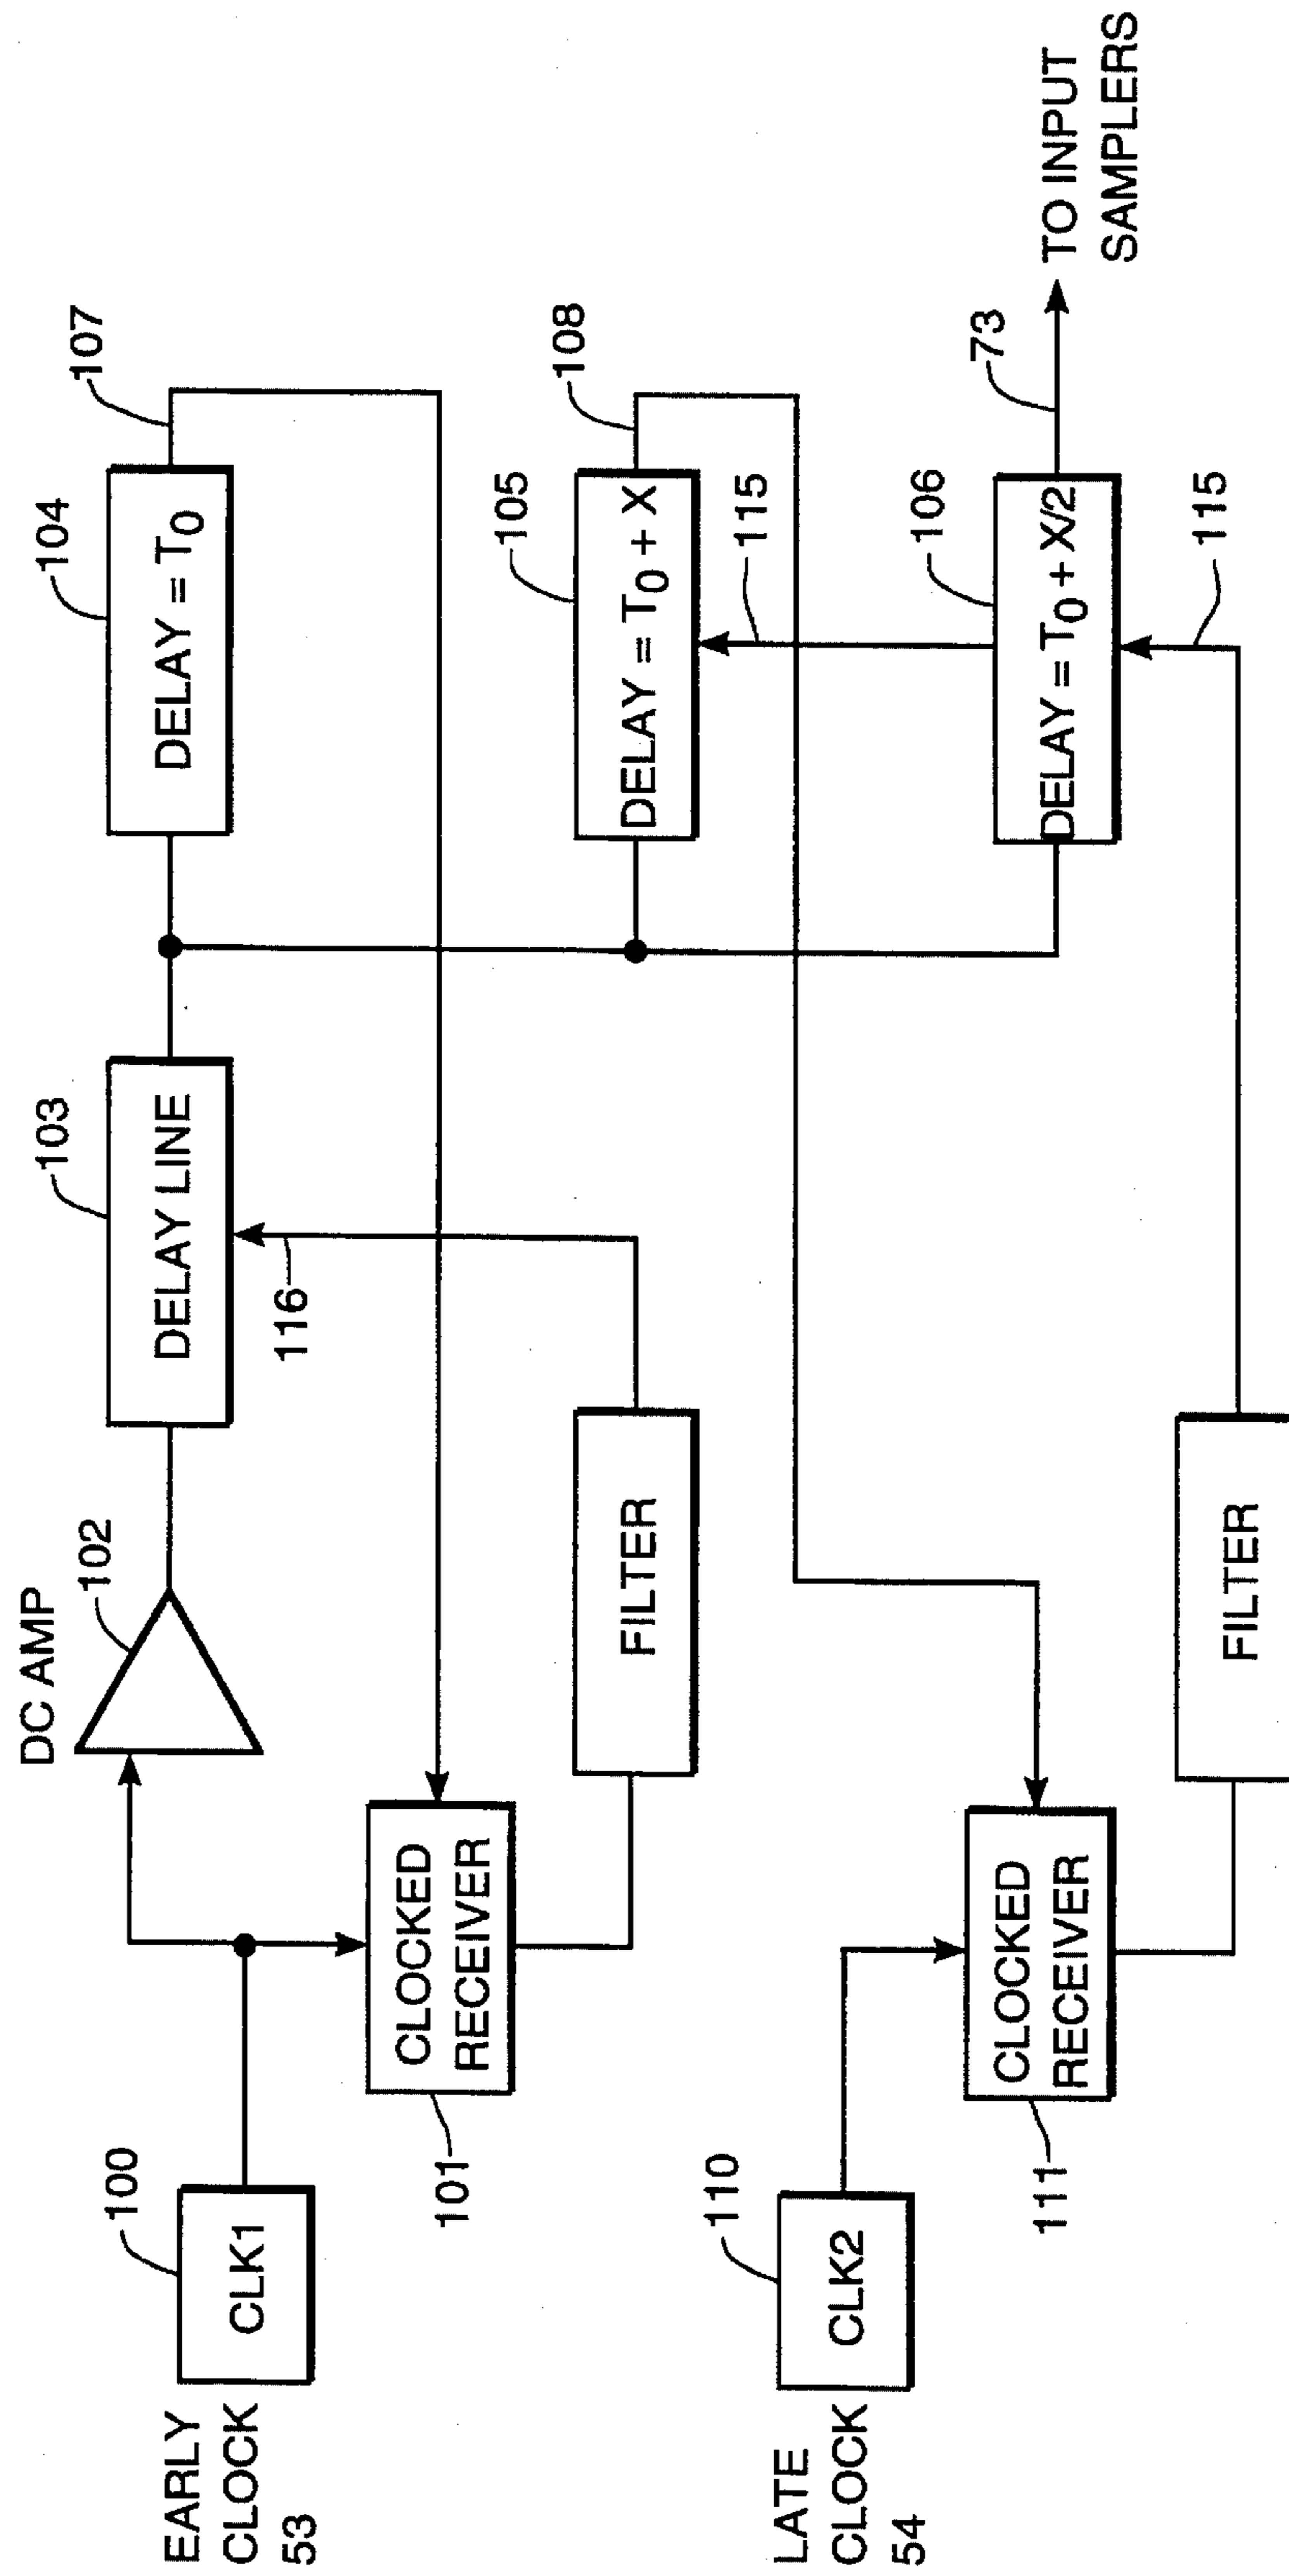 DC AMP
102
103
DELAY LINE
104
DELAY = T0
107
EARLY
CLOCK
53
100
CLK1
101
CLOCKED
RECEIVER
FILTER
116
105
DELAY = T0 + X
108
115
LATE
CLOCK
54
110
CLK2
111
CLOCKED
RECEIVER
FILTER
106
DELAY = T0 + X/2
73
TO INPUT
SAMPLERS
115